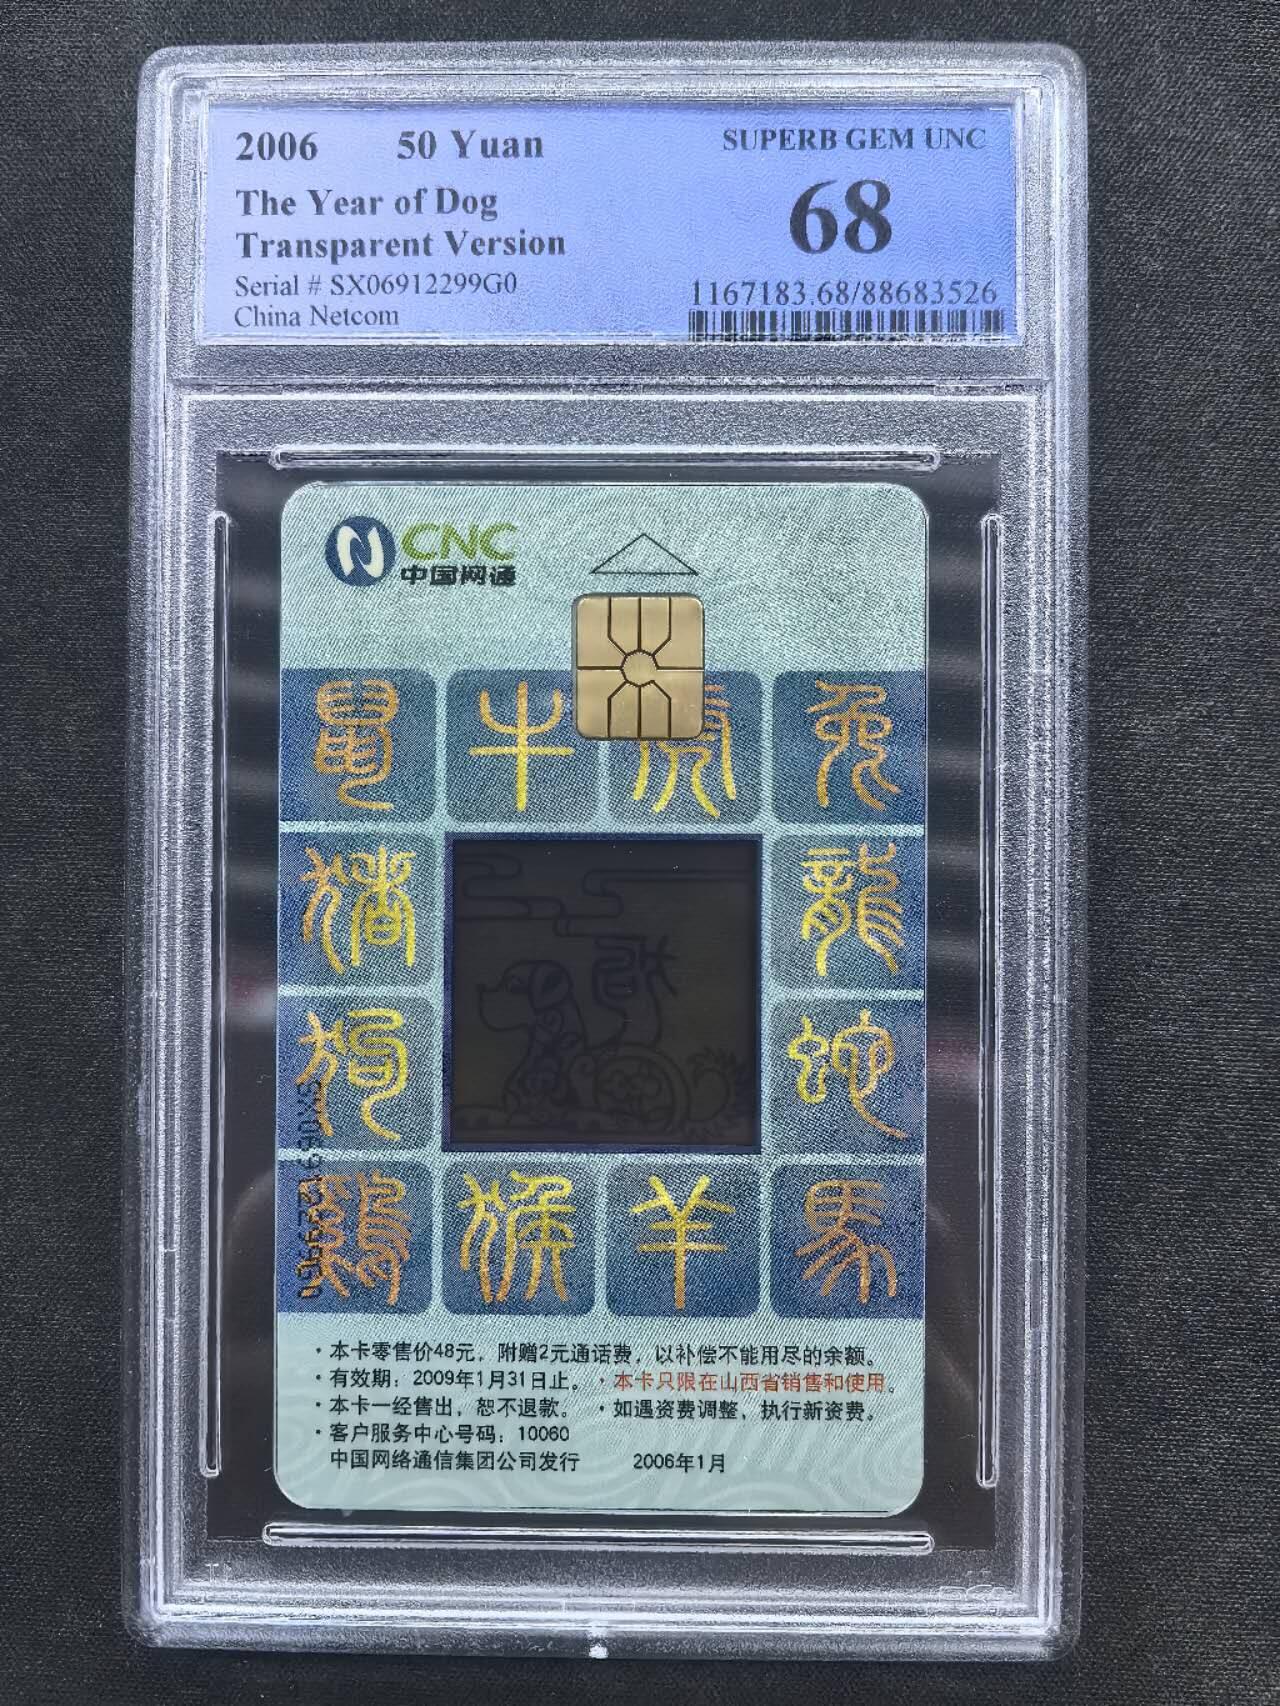 2006 50 Yuan
SUPERB GEM UNC
The Year of Dog
68
Transparent Version
Serial # SX06912299G0
1167183.68/88683526
China Netcom
CNC
中国网通
鼠 牛 虎 兔
猪 龍
狗 蛇
SX06912299G0
鷄 猴 羊 馬
·本卡零售价48元，附赠2元通话费，以补偿不能用尽的余额。
·有效期：2009年1月31日止。 ·本卡只限在山西省销售和使用。
·本卡一经售出，恕不退款。 ·如遇资费调整，执行新资费。
·客户服务中心号码：10060
中国网络通信集团公司发行 2006年1月